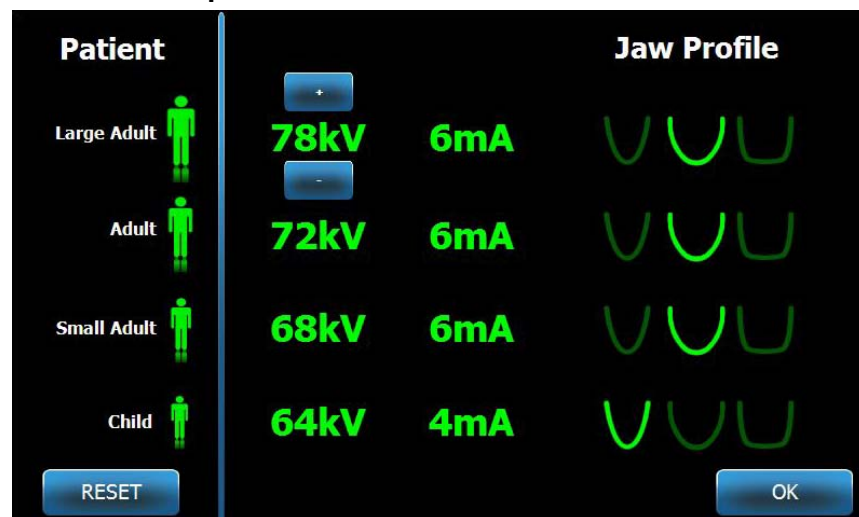 Patient
Jaw Profile
+
Large Adult 78kV 6mA
-
Adult 72kV 6mA
Small Adult 68kV 6mA
Child 64kV 4mA
RESET OK